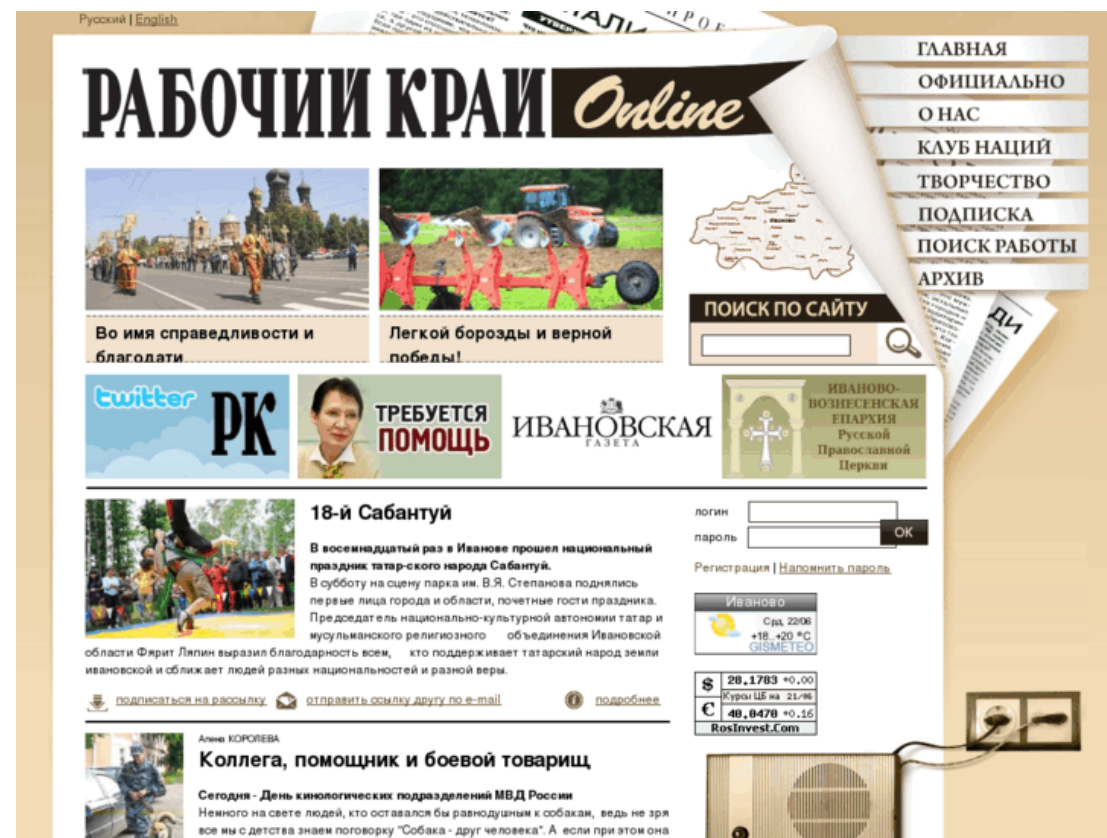 Русский | English
РАБОЧИЙ КРАЙ Online
ГЛАВНАЯ
ОФИЦИАЛЬНО
О НАС
КЛУБ НАЦИЙ
ТВОРЧЕСТВО
ПОДПИСКА
ПОИСК РАБОТЫ
АРХИВ
Во имя справедливости и
благодати
Легкой борозды и верной
победы!
Иваново
ПОИСК ПО САЙТУ
twitter РК
ТРЕБУЕТСЯ
ПОМОЩЬ
ИВАНОВСКАЯ
ГАЗЕТА
ИВАНОВО-
ВОЗНЕСЕНСКАЯ
ЕПАРХИЯ
Русской
Православной
Церкви
18-й Сабантуй
В восемнадцатый раз в Иванове прошел национальный
праздник татар-ского народа Сабантуй.
В субботу на сцену парка им. В.Я. Степанова поднялись
первые лица города и области, почетные гости праздника.
Председатель национально-культурной автономии татар и
мусульманского религиозного объединения Ивановской
области Фярит Ляпин выразил благодарность всем, кто поддерживает татарский народ земли
ивановской и сближает людей разных национальностей и разной веры.
подписаться на рассылку
отправить ссылку другу по e-mail
подробнее
логин
пароль
ОК
Регистрация | Напомнить пароль
Иваново
Срд, 22/06
+18..+20 °C
GISMETEO
$ 28,1783 +0.00
Курсы ЦБ на 21/06
€ 40,0470 +0.16
RosInvest.Com
Алена КОРОЛЕВА
Коллега, помощник и боевой товарищ
Сегодня - День кинологических подразделений МВД России
Немного на свете людей, кто оставался бы равнодушным к собакам, ведь не зря
все мы с детства знаем поговорку "Собака - друг человека". А если при этом она